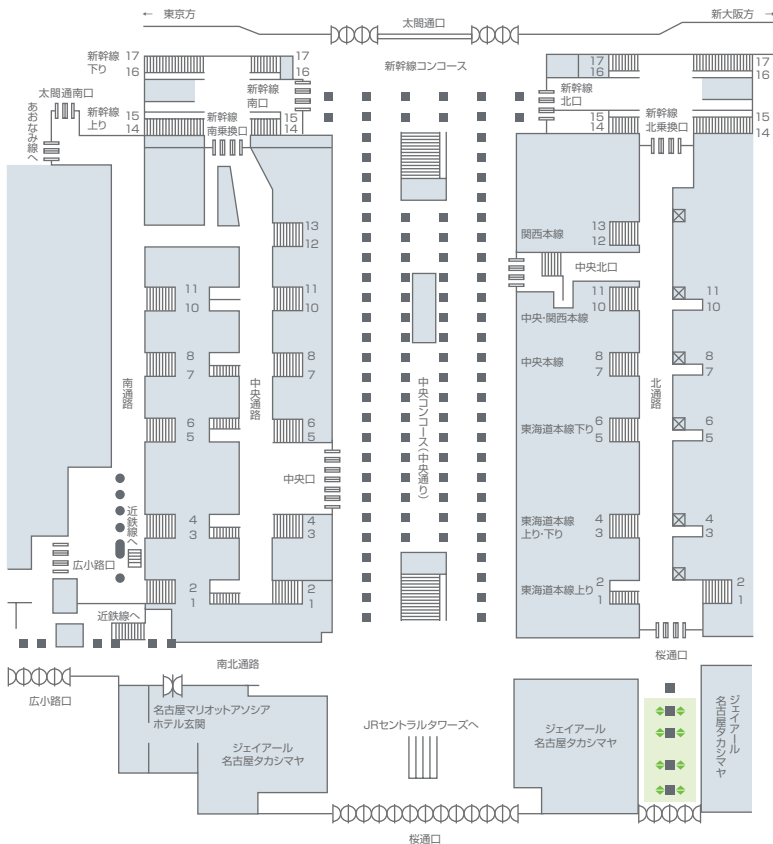 ← 東京方
太閤通口
新大阪方 →
新幹線
下り
17
16
17
16
新幹線コンコース
17
16
17
16
新幹線
南口
新幹線
北口
太閤通南口
新幹線
上り
15
14
新幹線
南乗換口
15
14
15
14
新幹線
北乗換口
15
14
あおなみ線へ
13
12
関西本線
13
12
中央北口
11
10
11
10
中央・関西本線
11
10
11
10
8
7
8
7
中央本線
8
7
8
7
南通路
中央通路
中央コンコース(中央通り)
北通路
6
5
6
5
東海道本線下り
6
5
6
5
中央口
近鉄線へ
4
3
4
3
東海道本線
上り・下り
4
3
4
3
広小路口
2
1
2
1
東海道本線上り
2
1
2
1
近鉄線へ
南北通路
桜通口
広小路口
名古屋マリオットアソシア
ホテル玄関
ジェイアール
名古屋タカシマヤ
JRセントラルタワーズへ
ジェイアール
名古屋タカシマヤ
ジェイアール
名古屋タカシマヤ
桜通口